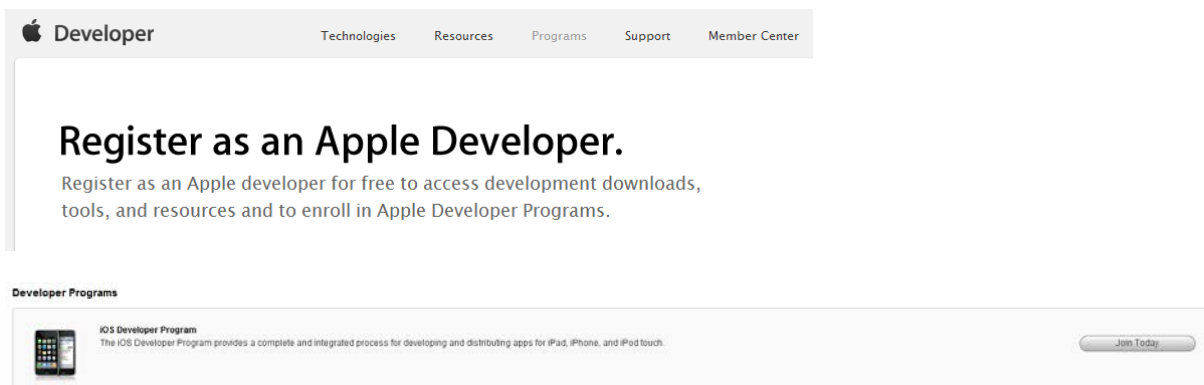 Developer
Technologies Resources Programs Support Member Center
Register as an Apple Developer.
Register as an Apple developer for free to access development downloads,
tools, and resources and to enroll in Apple Developer Programs.
Developer Programs
iOS Developer Program
The iOS Developer Program provides a complete and integrated process for developing and distributing apps for iPad, iPhone, and iPod touch.
Join Today